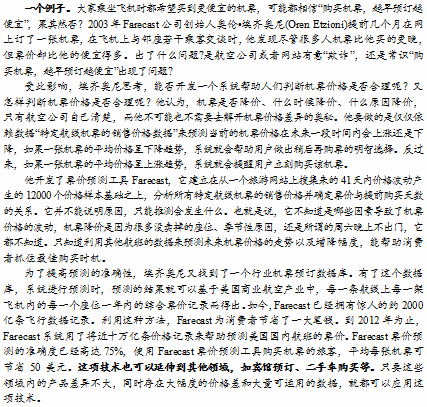 一个例子。大家乘坐飞机时都希望买到更便宜的机票，可能都相信“购买机票，越早预订越
便宜”，果其然否？2003 年 Farecast 公司创始人奥伦•埃齐奥尼(Oren Etzioni)提前几个月在网
上订了一张机票，在飞机上与邻座若干乘客交谈时，他发现尽管很多人机票比他买的更晚，
但票价却比他的便宜得多。出了什么问题？是航空公司或者网站有意“欺诈”，还是常识“购
买机票，越早预订越便宜”出现了问题？
受此影响，埃齐奥尼思考，能否开发一个系统帮助人们判断机票价格是否合理呢？又
怎样判断机票价格是否合理呢？他认为，机票是否降价、什么时候降价、什么原因降价，
只有航空公司自己清楚，而他不可能也不需要去解开机票价格差异的奥秘。他要做的是仅仅依
赖数据“特定航线机票的销售价格数据”来预测当前的机票价格在未来一段时间内会上涨还是下
降，如果一张机票的平均价格呈下降趋势，系统就会帮助用户做出稍后再购票的明智选择。反过
来，如果一张机票的平均价格呈上涨趋势，系统就会提醒用户立刻购买该机票。
他开发了票价预测工具 Farecast，它建立在从一个旅游网站上搜集来的 41 天内价格波动产
生的 12000 个价格样本基础之上，分析所有特定航线机票的销售价格并确定票价与提前购买天数
的关系。它并不能说明原因，只能推测会发生什么。也就是说，它不知道是哪些因素导致了机票
价格的波动，机票降价是因为很多没卖掉的座位、季节性原因，还是所谓的周六晚上不出门，它
都不知道。只知道利用其他航班的数据来预测未来机票价格的走势以及增降幅度，能帮助消费
者抓住最佳购买时机。
为了提高预测的准确性，埃齐奥尼又找到了一个行业机票预订数据库。有了这个数据
库，系统进行预测时，预测的结果就可以基于美国商业航空产业中，每一条航线上每一架
飞机内的每一个座位一年内的综合票价记录而得出。如今, Farecast 已经拥有惊人的约 2000
亿条飞行数据记录。利用这种方法，Farecast 为消费者节省了一大笔钱。到 2012 年为止，
Farecast 系统用了将近十万亿条价格记录来帮助预测美国国内航班的票价。Farecast 票价预
测的准确度已经高达 75%，使用 Farecast 票价预测工具购买机票的旅客，平均每张机票可
节省 50 美元。这项技术也可以延伸到其他领域，如宾馆预订、二手车购买等。只要这些
领域内的产品差异不大，同时存在大幅度的价格差和大量可运用的数据，就都可以应用这
项技术。